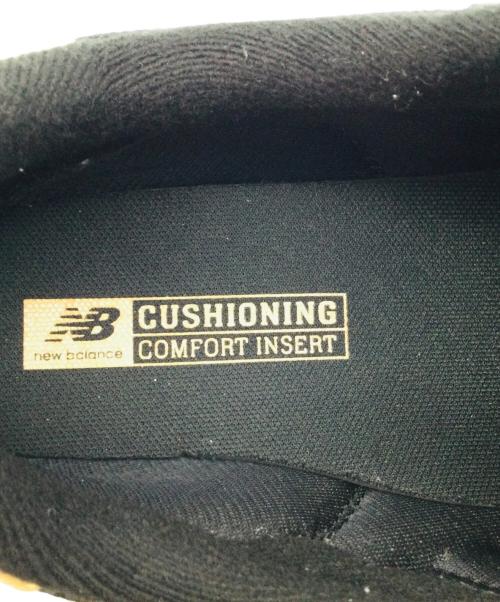 NB
new balance
CUSHIONING
COMFORT INSERT